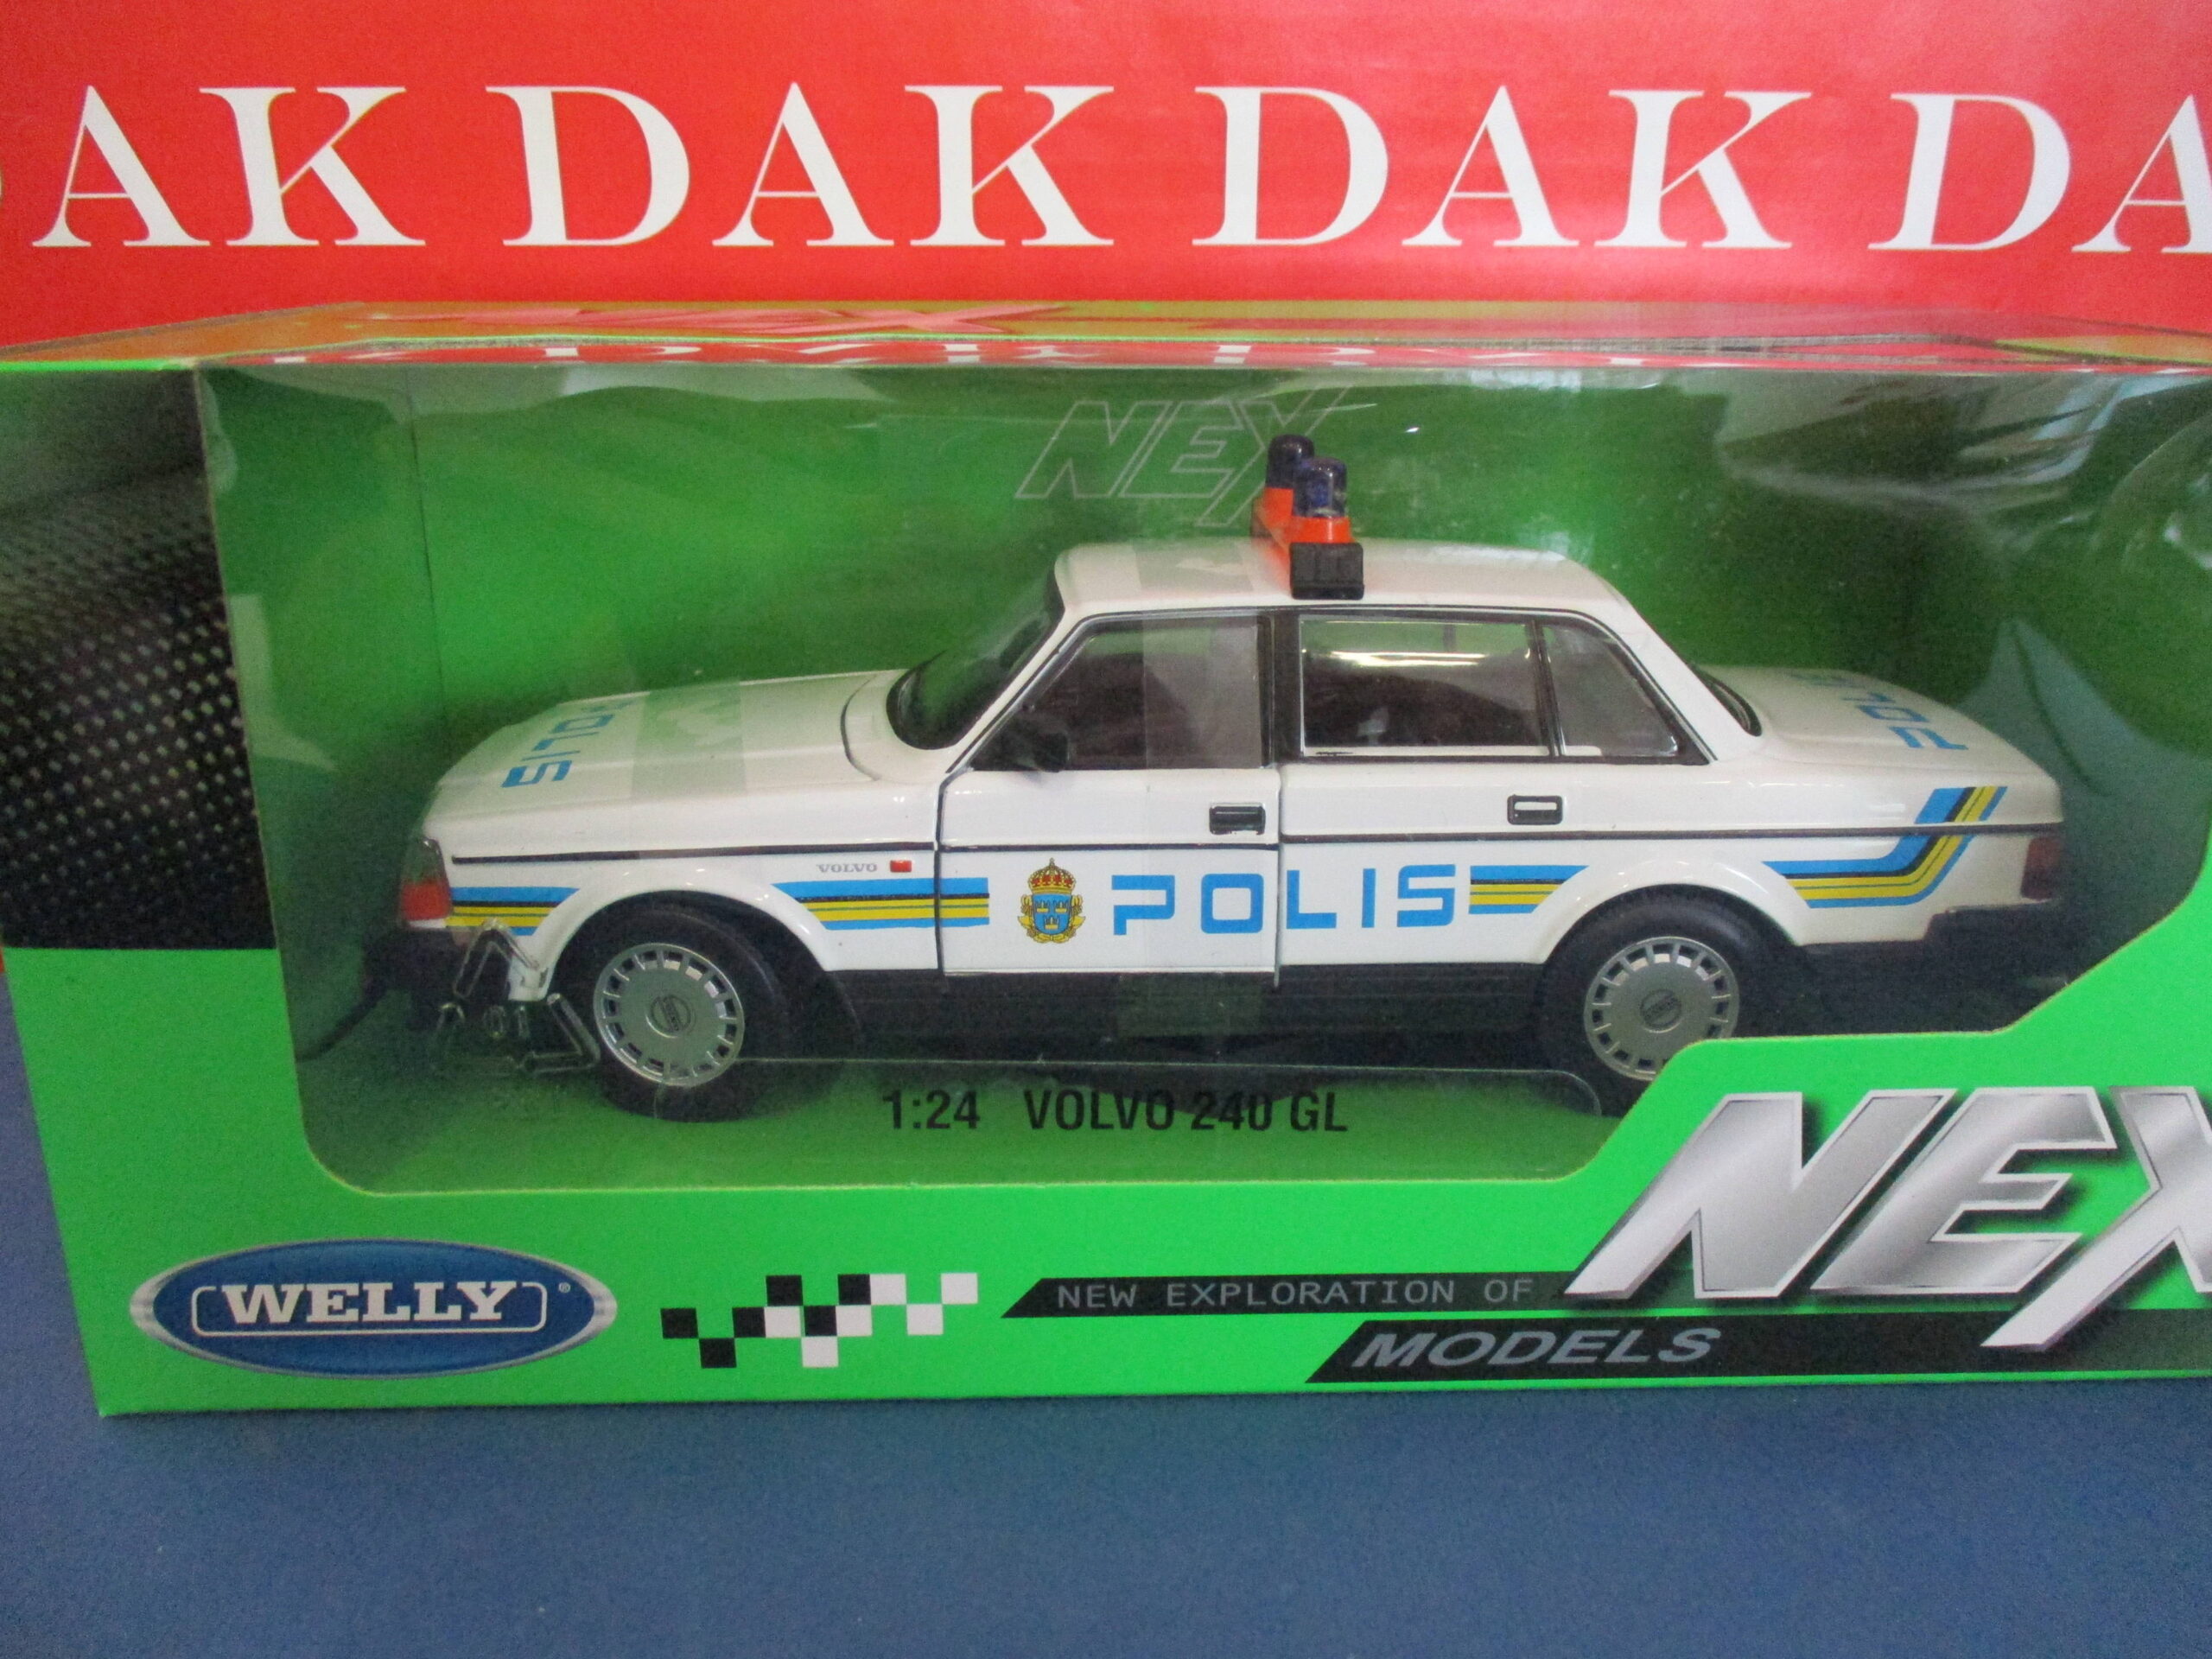 AK DAK DAK DA
NEX
POLIS
POLIS
VOLVO
POLIS
1:24 VOLVO 240 GL
WELLY®
NEW EXPLORATION OF
NEX
MODELS